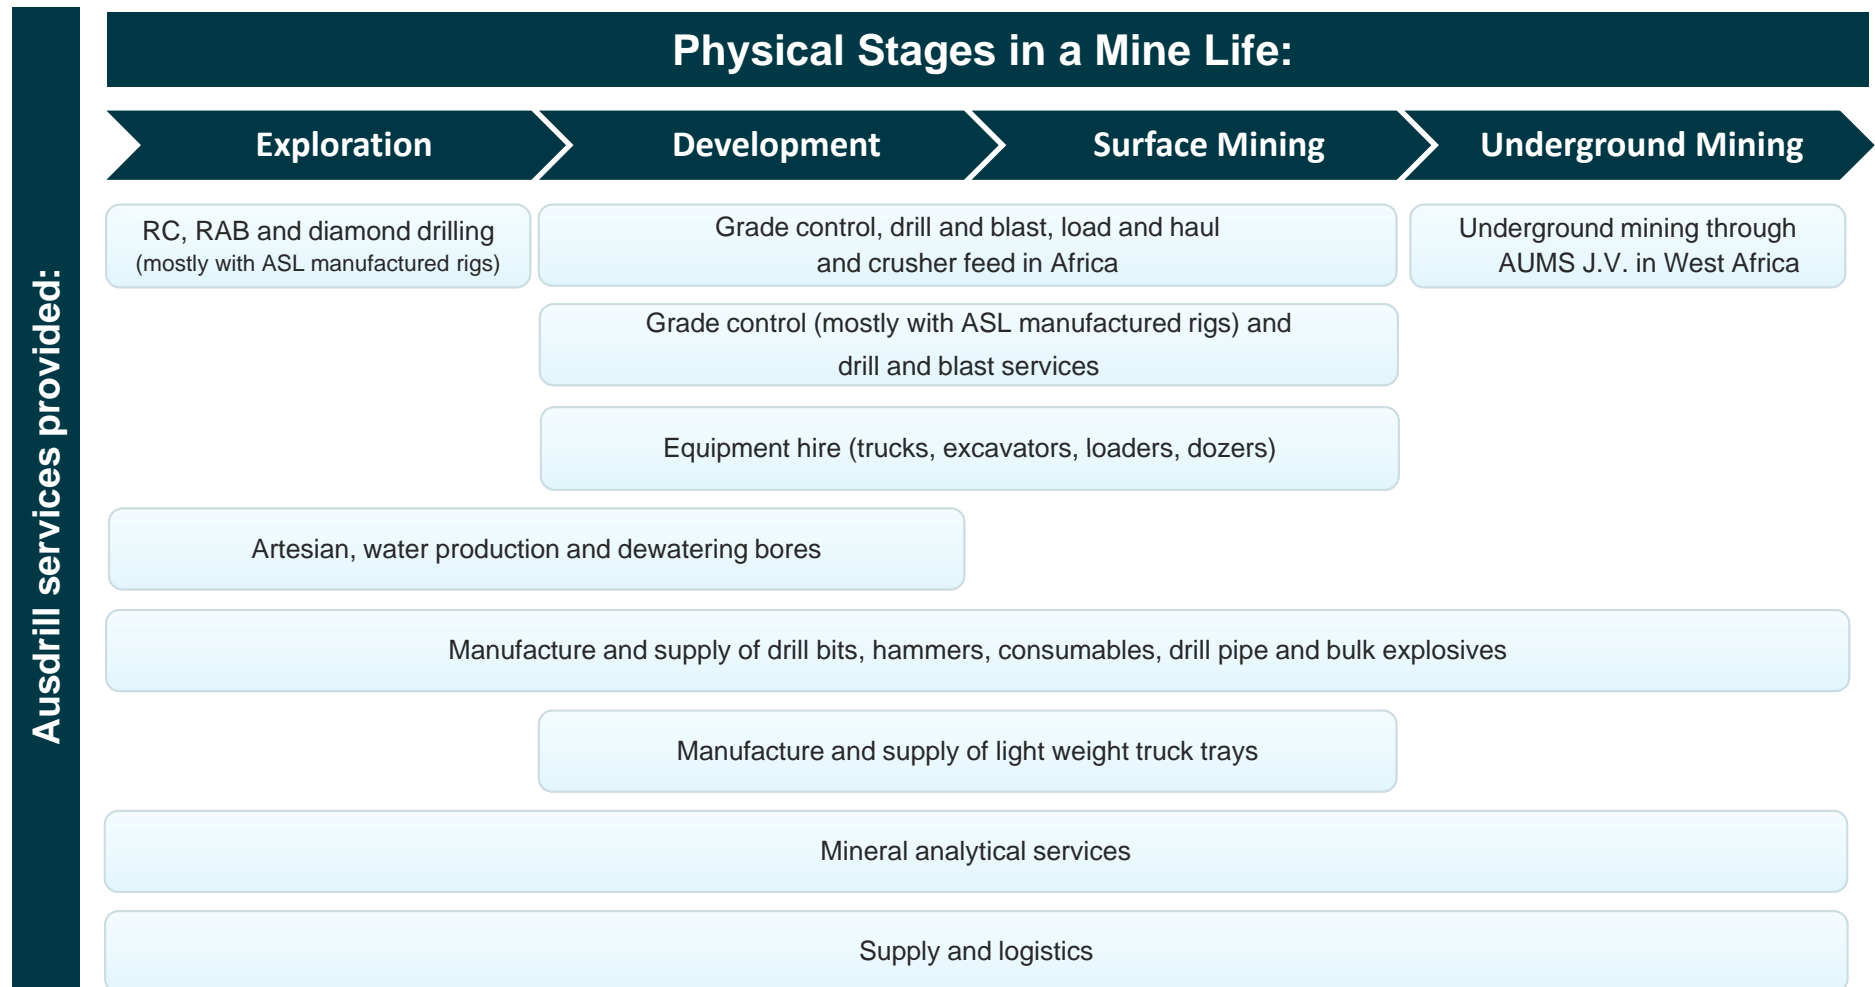 Physical Stages in a Mine Life:
Ausdrill services provided:
Exploration
Development
Surface Mining
Underground Mining
RC, RAB and diamond drilling
(mostly with ASL manufactured rigs)
Grade control, drill and blast, load and haul
and crusher feed in Africa
Underground mining through
AUMS J.V. in West Africa
Grade control (mostly with ASL manufactured rigs) and
drill and blast services
Equipment hire (trucks, excavators, loaders, dozers)
Artesian, water production and dewatering bores
Manufacture and supply of drill bits, hammers, consumables, drill pipe and bulk explosives
Manufacture and supply of light weight truck trays
Mineral analytical services
Supply and logistics